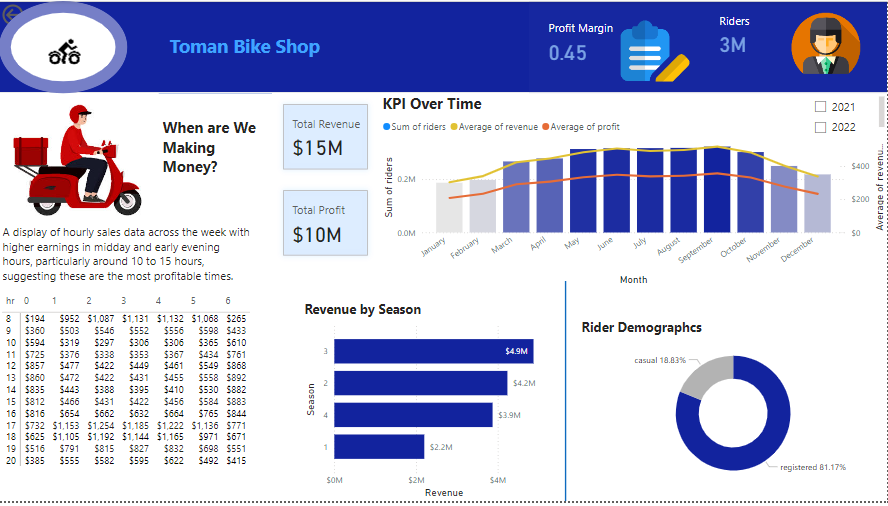 Toman Bike Shop
Profit Margin
0.45
Riders
3M
When are We
Making
Money?
A display of hourly sales data across the week with
higher earnings in midday and early evening
hours, particularly around 10 to 15 hours,
suggesting these are the most profitable times.
hr 0 1 2 3 4 5 6
8 $194 $952 $1,087 $1,131 $1,132 $1,068 $265
9 $360 $503 $546 $552 $556 $598 $433
10 $594 $319 $297 $306 $306 $365 $610
11 $725 $376 $338 $353 $367 $434 $761
12 $857 $477 $422 $449 $461 $549 $868
13 $860 $472 $422 $431 $455 $558 $892
14 $835 $443 $388 $395 $410 $530 $882
15 $812 $466 $431 $422 $456 $584 $883
16 $816 $654 $662 $632 $664 $765 $844
17 $732 $1,153 $1,254 $1,185 $1,222 $1,136 $771
18 $625 $1,105 $1,192 $1,144 $1,165 $971 $671
19 $516 $791 $815 $827 $832 $698 $551
20 $385 $555 $582 $595 $622 $492 $415
Total Revenue
$15M
Total Profit
$10M
KPI Over Time
Sum of riders Average of revenue Average of profit
2021
2022
Sum of riders
0.2M
0.0M
$400
$200
$0
Average of revenu...
January February March April May June July August September October November December
Month
Revenue by Season
Season
3 $4.9M
2 $4.2M
4 $3.9M
1 $2.2M
$0M $2M $4M
Revenue
Rider Demographcs
casual 18.83%
registered 81.17%